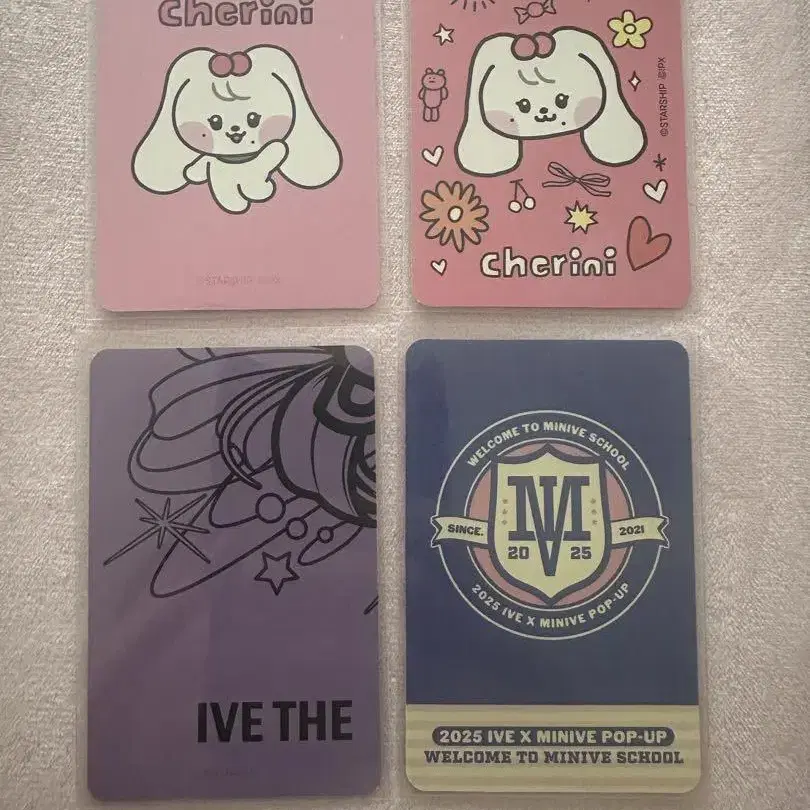 Cherini
©STARSHIP
©STARSHIP ©IPX
cherini
IVE THE
WELCOME TO MINIVE SCHOOL
MV
SINCE. 2021
20 25
2025 IVE X MINIVE POP-UP
2025 IVE X MINIVE POP-UP
WELCOME TO MINIVE SCHOOL